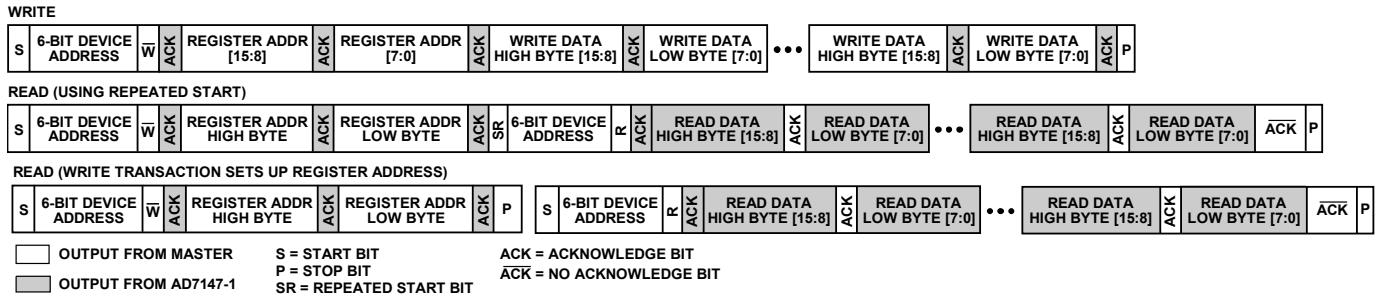 WRITE
S 6-BIT DEVICE ADDRESS W̅ ACK REGISTER ADDR [15:8] ACK REGISTER ADDR [7:0] ACK WRITE DATA HIGH BYTE [15:8] ACK WRITE DATA LOW BYTE [7:0] ••• WRITE DATA HIGH BYTE [15:8] ACK WRITE DATA LOW BYTE [7:0] ACK P
READ (USING REPEATED START)
S 6-BIT DEVICE ADDRESS W̅ ACK REGISTER ADDR HIGH BYTE ACK REGISTER ADDR LOW BYTE ACK SR 6-BIT DEVICE ADDRESS R ACK READ DATA HIGH BYTE [15:8] ACK READ DATA LOW BYTE [7:0] ••• READ DATA HIGH BYTE [15:8] ACK READ DATA LOW BYTE [7:0] A̅C̅K̅ P
READ (WRITE TRANSACTION SETS UP REGISTER ADDRESS)
S 6-BIT DEVICE ADDRESS W̅ ACK REGISTER ADDR HIGH BYTE ACK REGISTER ADDR LOW BYTE ACK P S 6-BIT DEVICE ADDRESS R ACK READ DATA HIGH BYTE [15:8] ACK READ DATA LOW BYTE [7:0] ••• READ DATA HIGH BYTE [15:8] ACK READ DATA LOW BYTE [7:0] A̅C̅K̅ P
OUTPUT FROM MASTER
OUTPUT FROM AD7147-1
S = START BIT
P = STOP BIT
SR = REPEATED START BIT
ACK = ACKNOWLEDGE BIT
A̅C̅K̅ = NO ACKNOWLEDGE BIT